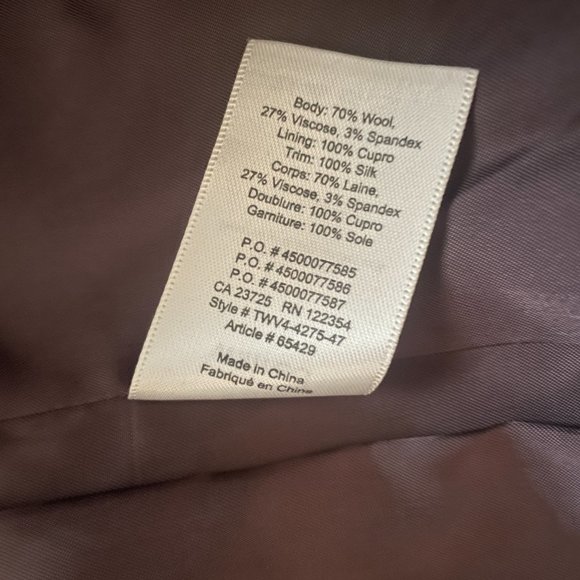 Body: 70% Wool,
27% Viscose, 3% Spandex
Lining: 100% Cupro
Trim: 100% Silk
Corps: 70% Laine,
27% Viscose, 3% Spandex
Doublure: 100% Cupro
Garniture: 100% Soie
P.O. # 4500077585
P.O. # 4500077586
P.O. # 4500077587
CA 23725 RN 122354
Style # TWV4-4275-47
Article # 65429
Made in China
Fabriqué en Chine